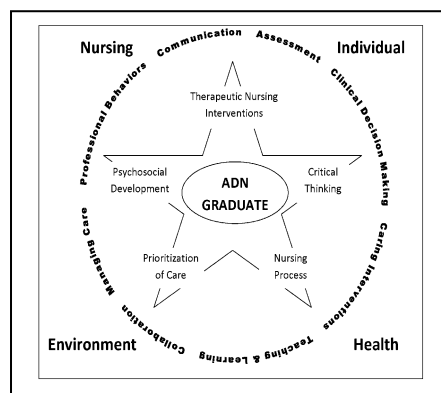 Nursing
Individual
Communication
Assessment
Clinical Decision Making
Caring Interventions
Teaching & Learning
Collaboration
Managing Care
Professional Behaviors
Therapeutic Nursing
Interventions
Psychosocial
Development
Critical
Thinking
ADN
GRADUATE
Prioritization
of Care
Nursing
Process
Environment
Health